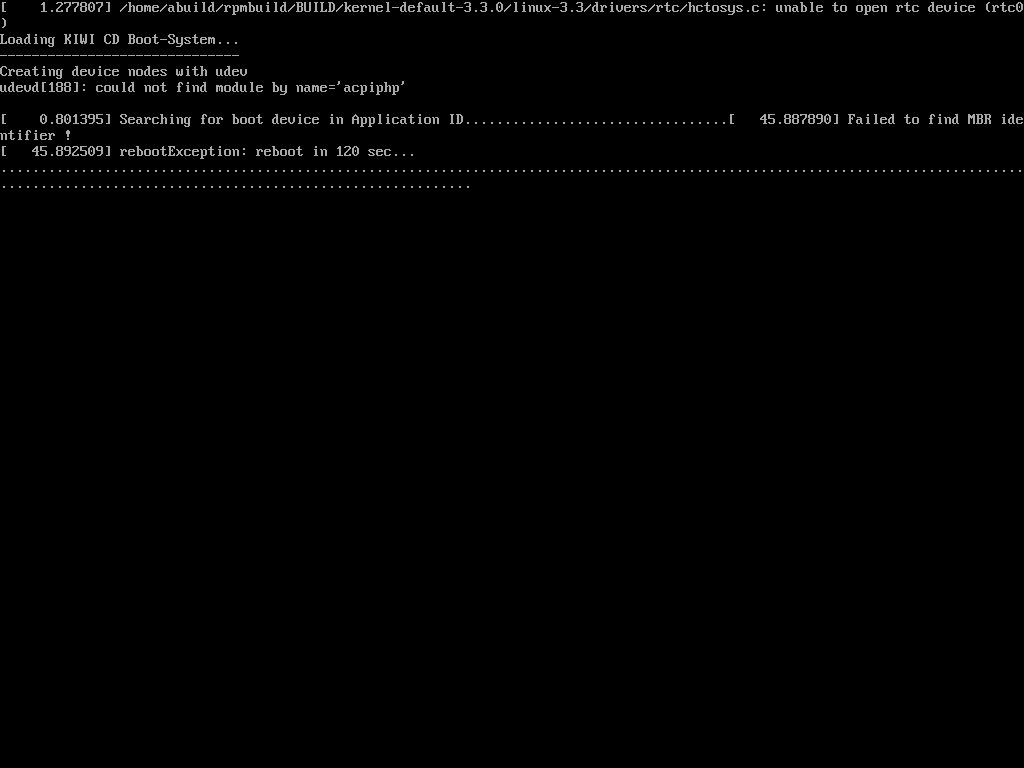 [    1.277807] /home/abuild/rpmbuild/BUILD/kernel-default-3.3.0/linux-3.3/drivers/rtc/hctosys.c: unable to open rtc device (rtc0
)
Loading KIWI CD Boot-System...
------------------------------
Creating device nodes with udev
udevd[188]: could not find module by name='acpiphp'

[    0.801395] Searching for boot device in Application ID.................................[   45.887890] Failed to find MBR ide
ntifier !
[   45.892509] rebootException: reboot in 120 sec...
................................................................................................................................
...........................................................